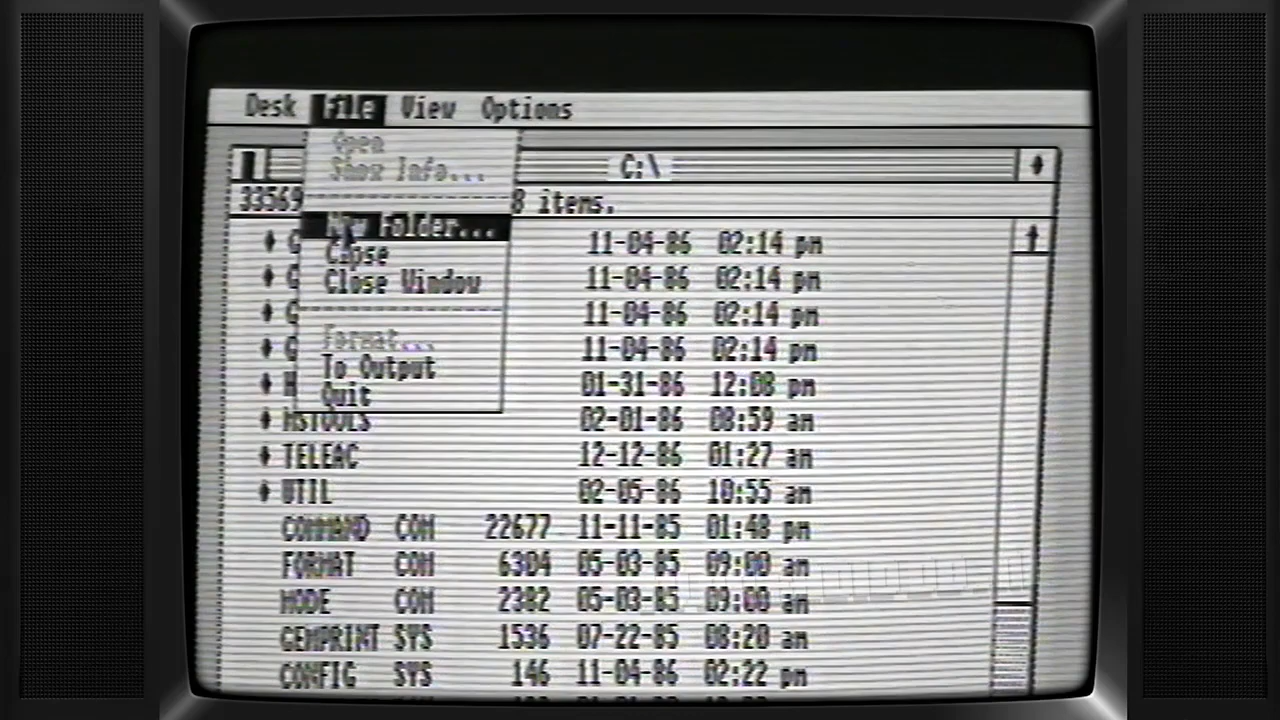 Desk File View Options
Open
Show Info...
C:\
33569 8 items.
New Folder...
G 11-04-86 02:14 pm
Close
G 11-04-86 02:14 pm
Close Window
G 11-04-86 02:14 pm
Format...
G 11-04-86 02:14 pm
To Output
H 01-31-86 12:08 pm
Quit
MSTOOLS 02-01-86 08:59 am
TELEAC 12-12-86 01:27 am
UTIL 02-05-86 10:55 am
COMMAND COM 22677 11-11-85 01:48 pm
FORMAT COM 6304 05-03-85 09:00 am
MODE COM 2382 05-03-85 09:00 am
GEMPRINT SYS 1536 07-22-85 08:20 am
CONFIG SYS 146 11-04-86 02:22 pm